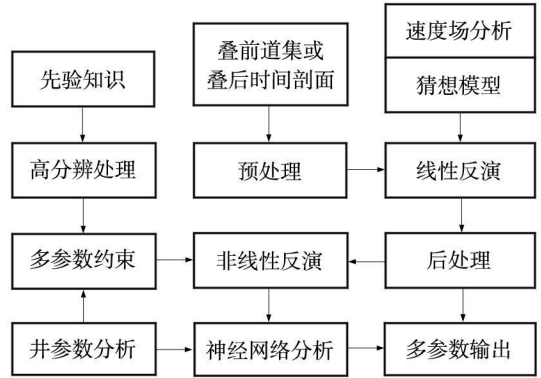 先验知识
叠前道集或
叠后时间剖面
速度场分析
猜想模型
高分辨处理
预处理
线性反演
多参数约束
非线性反演
后处理
井参数分析
神经网络分析
多参数输出